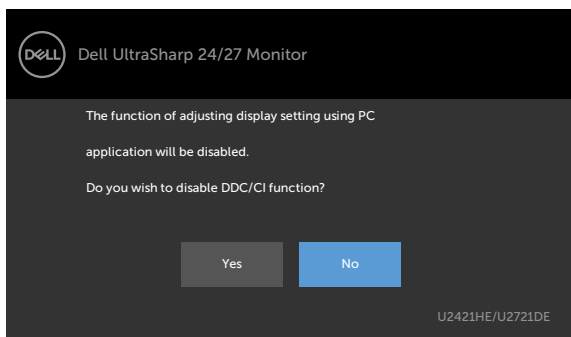 DELL
Dell UltraSharp 24/27 Monitor
The function of adjusting display setting using PC
application will be disabled.
Do you wish to disable DDC/CI function?
Yes No
U2421HE/U2721DE